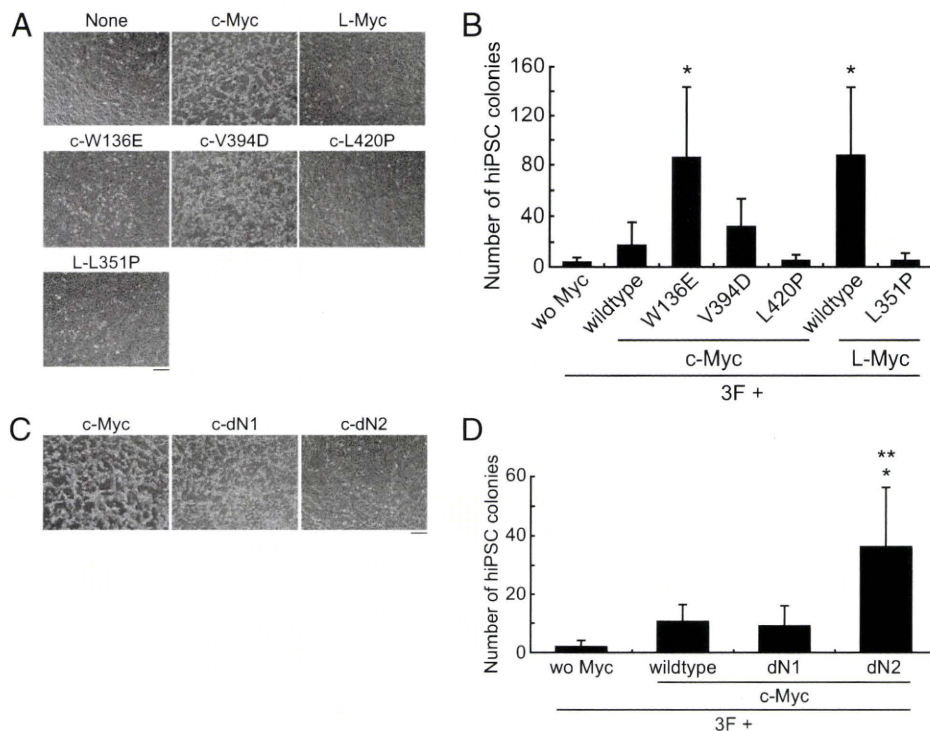 A
None c-Myc L-Myc
c-W136E c-V394D c-L420P
L-L351P
B
Number of hiPSC colonies
160
120
80
40
0
* *
wo Myc wildtype W136E V394D L420P wildtype L351P
c-Myc L-Myc
3F +
C
c-Myc c-dN1 c-dN2
D
Number of hiPSC colonies
60
40
20
0
**
*
wo Myc wildtype dN1 dN2
c-Myc
3F +